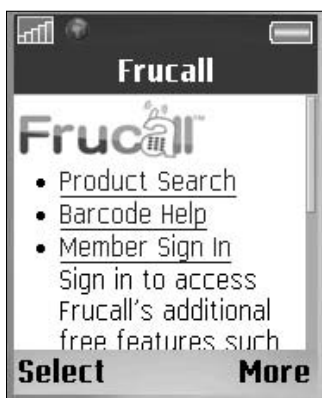 Frucall
Frucall™
Product Search
Barcode Help
Member Sign In
Sign in to access
Frucall's additional
free features such
Select More